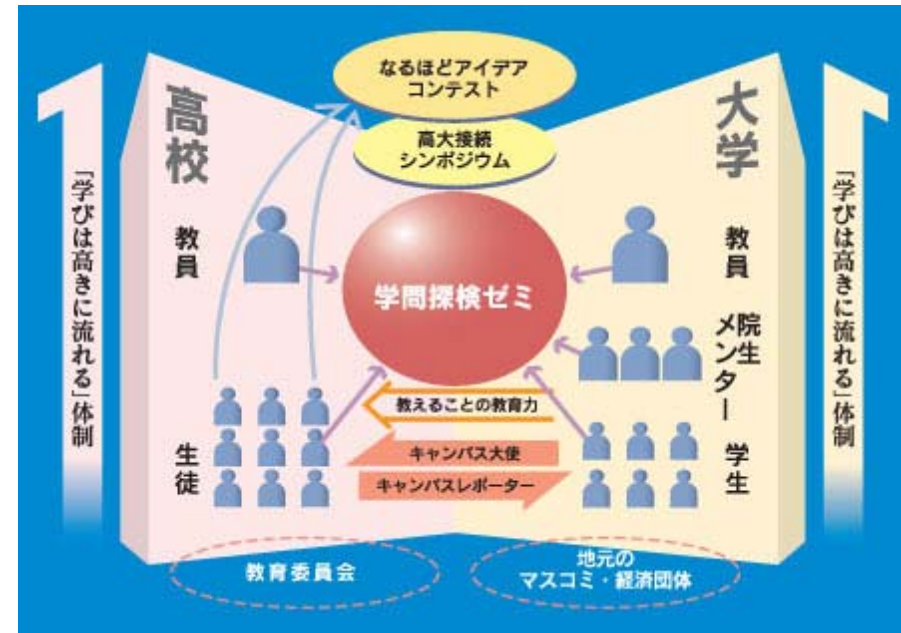 なるほどアイデア
コンテスト
高大接続
シンポジウム
高校
大学
「学びは高きに流れる」体制
「学びは高きに流れる」体制
教員
教員
学問探検ゼミ
院生
メンター
教えることの教育力
生徒
キャンパス大使
学生
キャンパスレポーター
教育委員会
地元の
マスコミ・経済団体